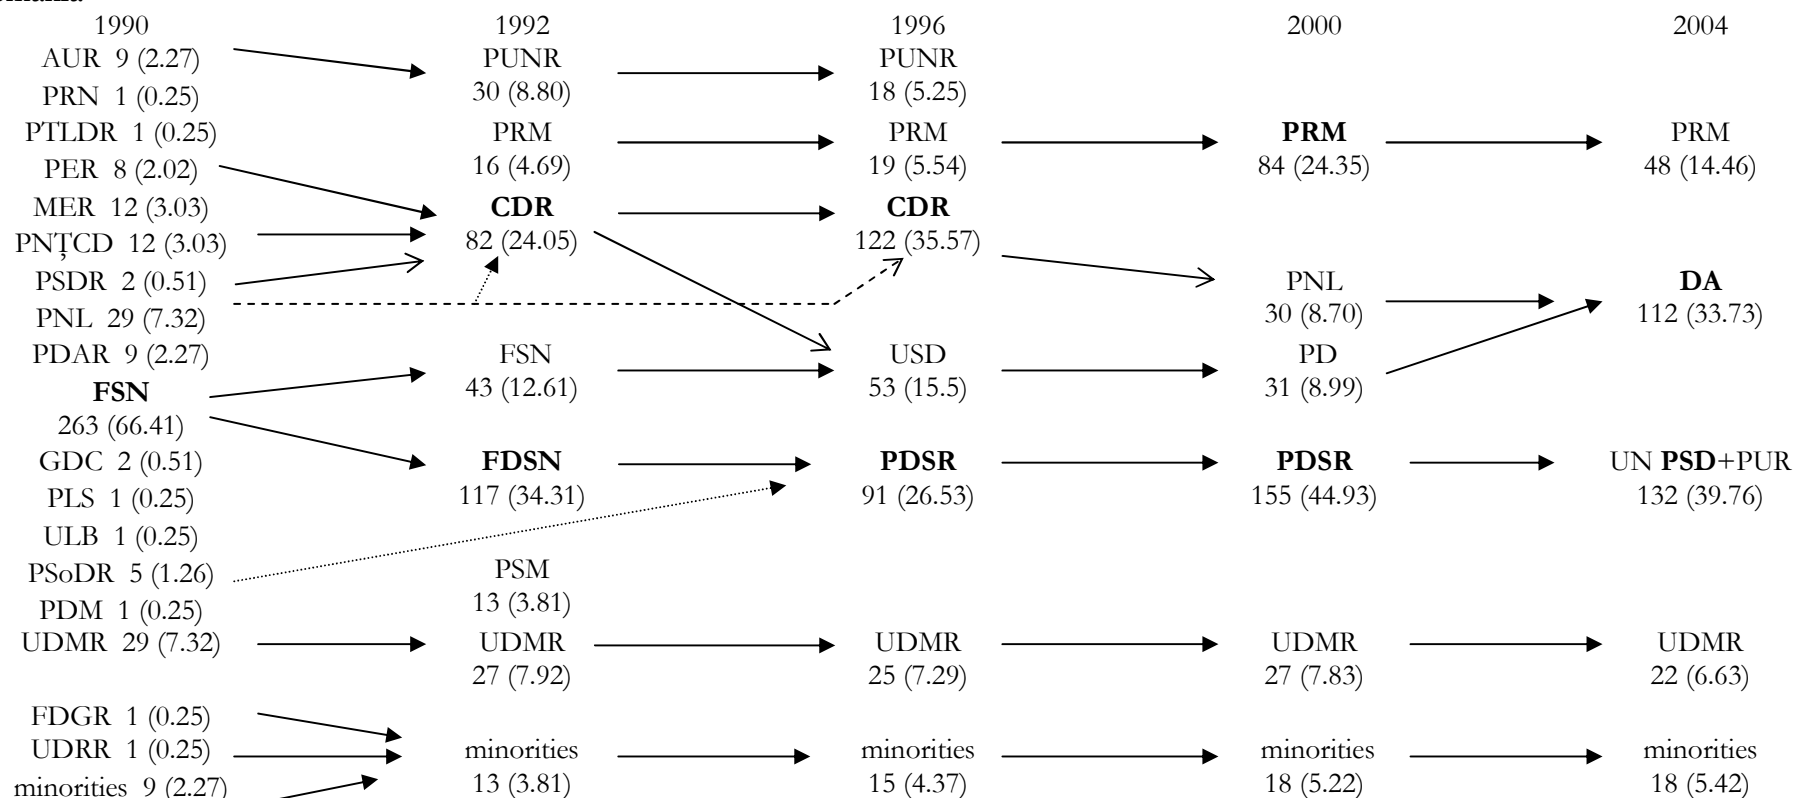 1990
AUR 9 (2.27)
PRN 1 (0.25)
PTLDR 1 (0.25)
PER 8 (2.02)
MER 12 (3.03)
PNŢCD 12 (3.03)
PSDR 2 (0.51)
PNL 29 (7.32)
PDAR 9 (2.27)
FSN
263 (66.41)
GDC 2 (0.51)
PLS 1 (0.25)
ULB 1 (0.25)
PSoDR 5 (1.26)
PDM 1 (0.25)
UDMR 29 (7.32)
FDGR 1 (0.25)
UDRR 1 (0.25)
minorities 9 (2.27)
1992
PUNR
30 (8.80)
PRM
16 (4.69)
CDR
82 (24.05)
FSN
43 (12.61)
FDSN
117 (34.31)
PSM
13 (3.81)
UDMR
27 (7.92)
minorities
13 (3.81)
1996
PUNR
18 (5.25)
PRM
19 (5.54)
CDR
122 (35.57)
USD
53 (15.5)
PDSR
91 (26.53)
UDMR
25 (7.29)
minorities
15 (4.37)
2000
PRM
84 (24.35)
PNL
30 (8.70)
PD
31 (8.99)
PDSR
155 (44.93)
UDMR
27 (7.83)
minorities
18 (5.22)
2004
PRM
48 (14.46)
DA
112 (33.73)
UN PSD+PUR
132 (39.76)
UDMR
22 (6.63)
minorities
18 (5.42)